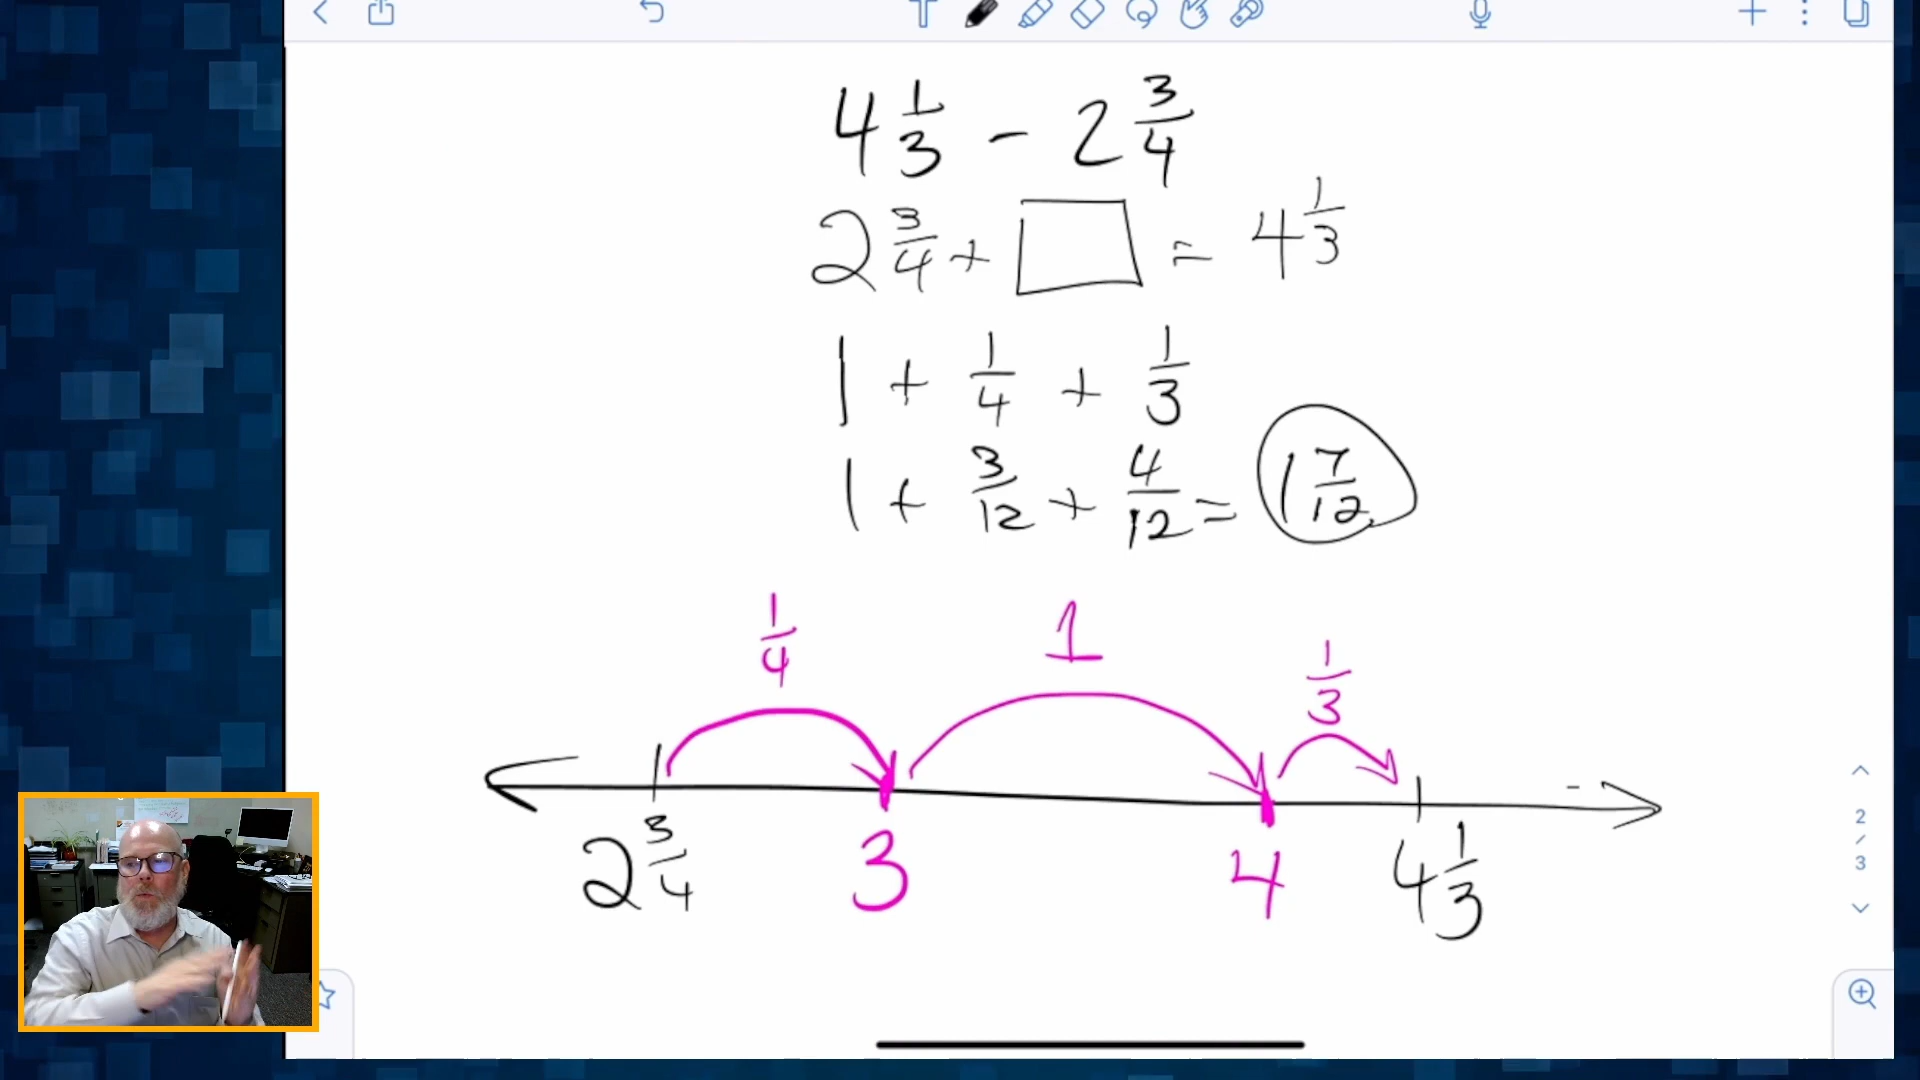 4 1/3 - 2 3/4
2 3/4 + □ = 4 1/3
1 + 1/4 + 1/3
1 + 3/12 + 4/12 = 1 7/12
1/4 1 1/3
2 3/4 3 4 4 1/3
2
/
3